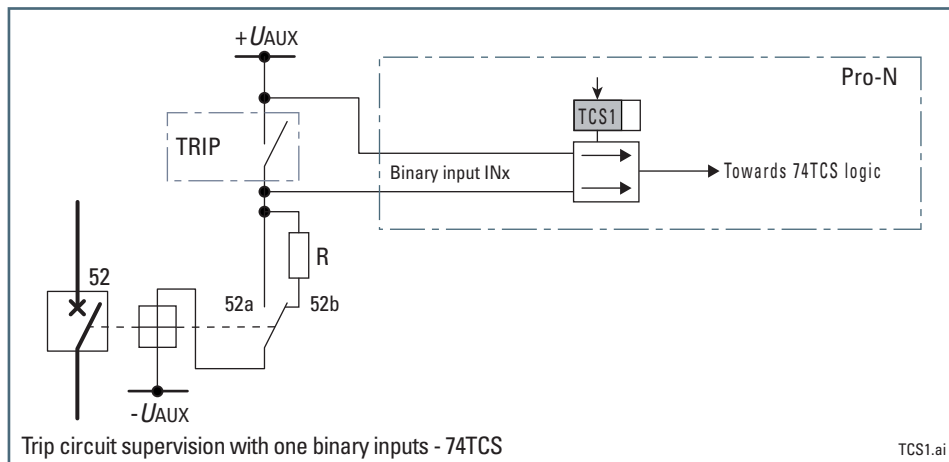 +UAUX
Pro-N
TCS1
TRIP
Binary input INx
Towards 74TCS logic
R
52
52a
52b
-UAUX
Trip circuit supervision with one binary inputs - 74TCS
TCS1.ai